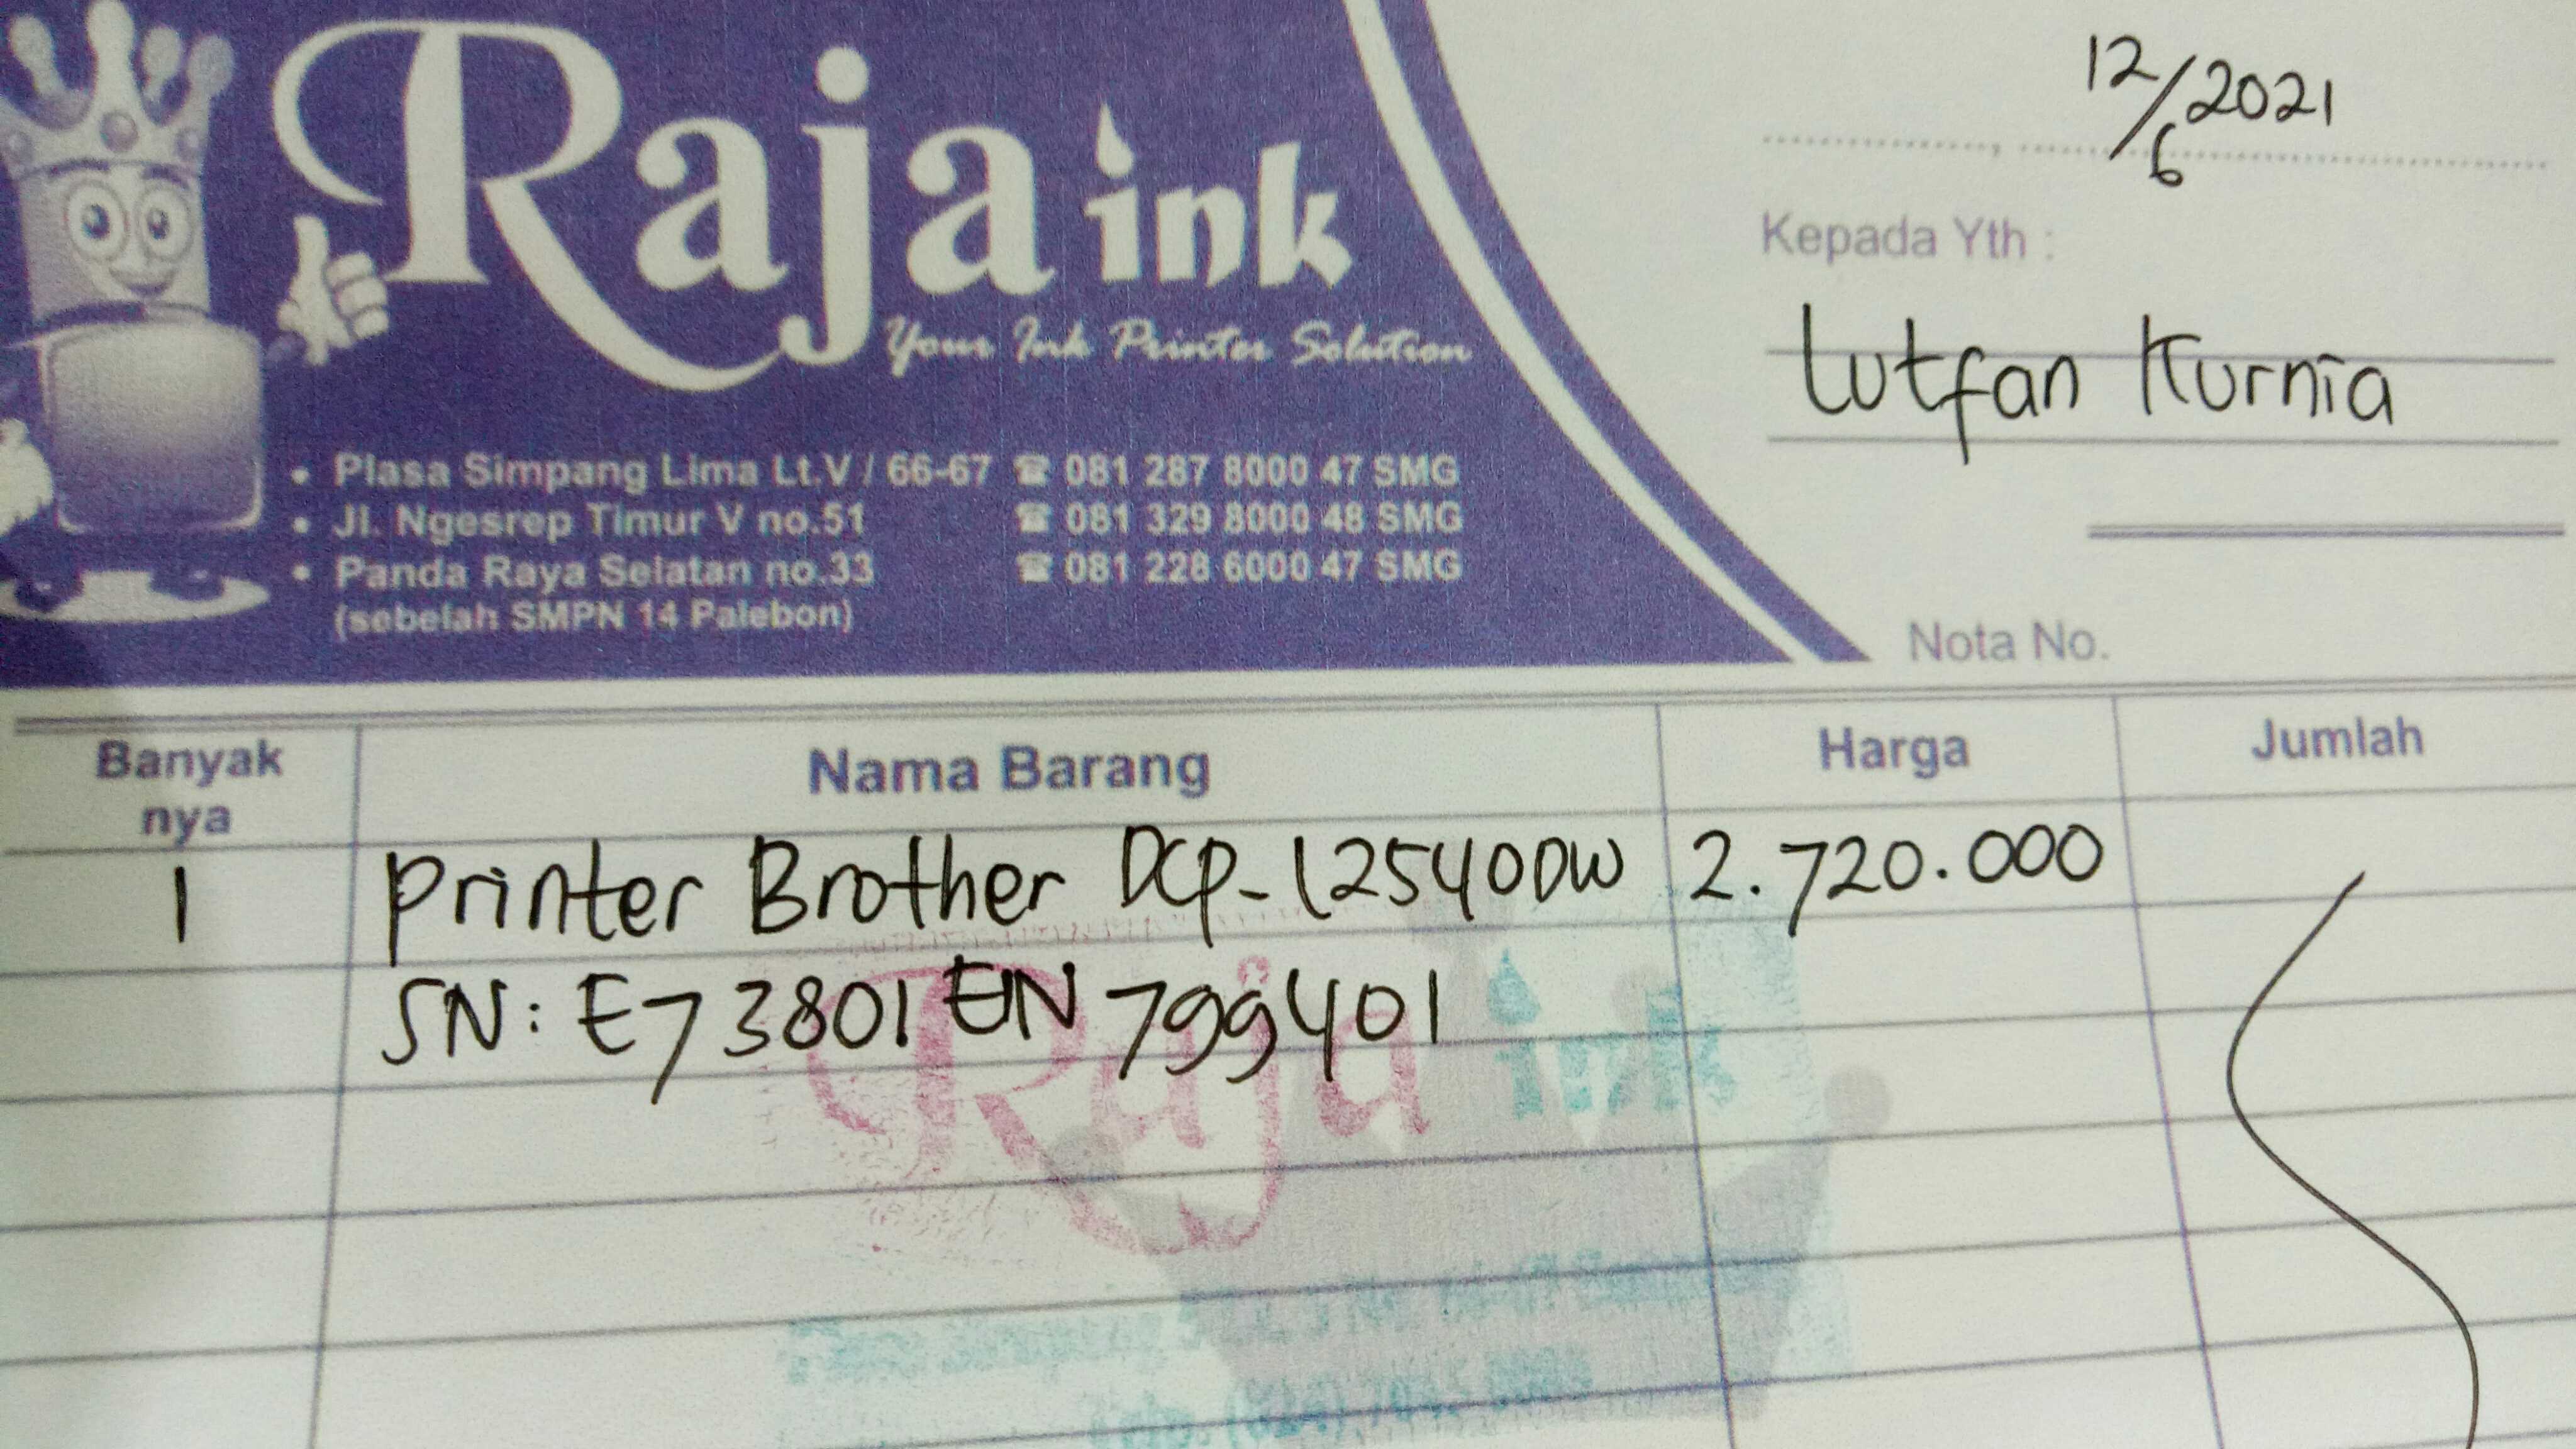 Raja ink
Your Ink Printer Solution
• Plasa Simpang Lima Lt.V / 66-67 ☎ 081 287 8000 47 SMG
• Jl. Ngesrep Timur V no.51 ☎ 081 329 8000 48 SMG
• Panda Raya Selatan no.33 ☎ 081 228 6000 47 SMG
(sebelah SMPN 14 Palebon)
12/6 2021
Kepada Yth :
Lutfan Kurnia
Nota No.
Banyak nya Nama Barang Harga Jumlah
1 Printer Brother DCP-L2540DW 2.720.000
SN: E73801 N799401
Raja ink